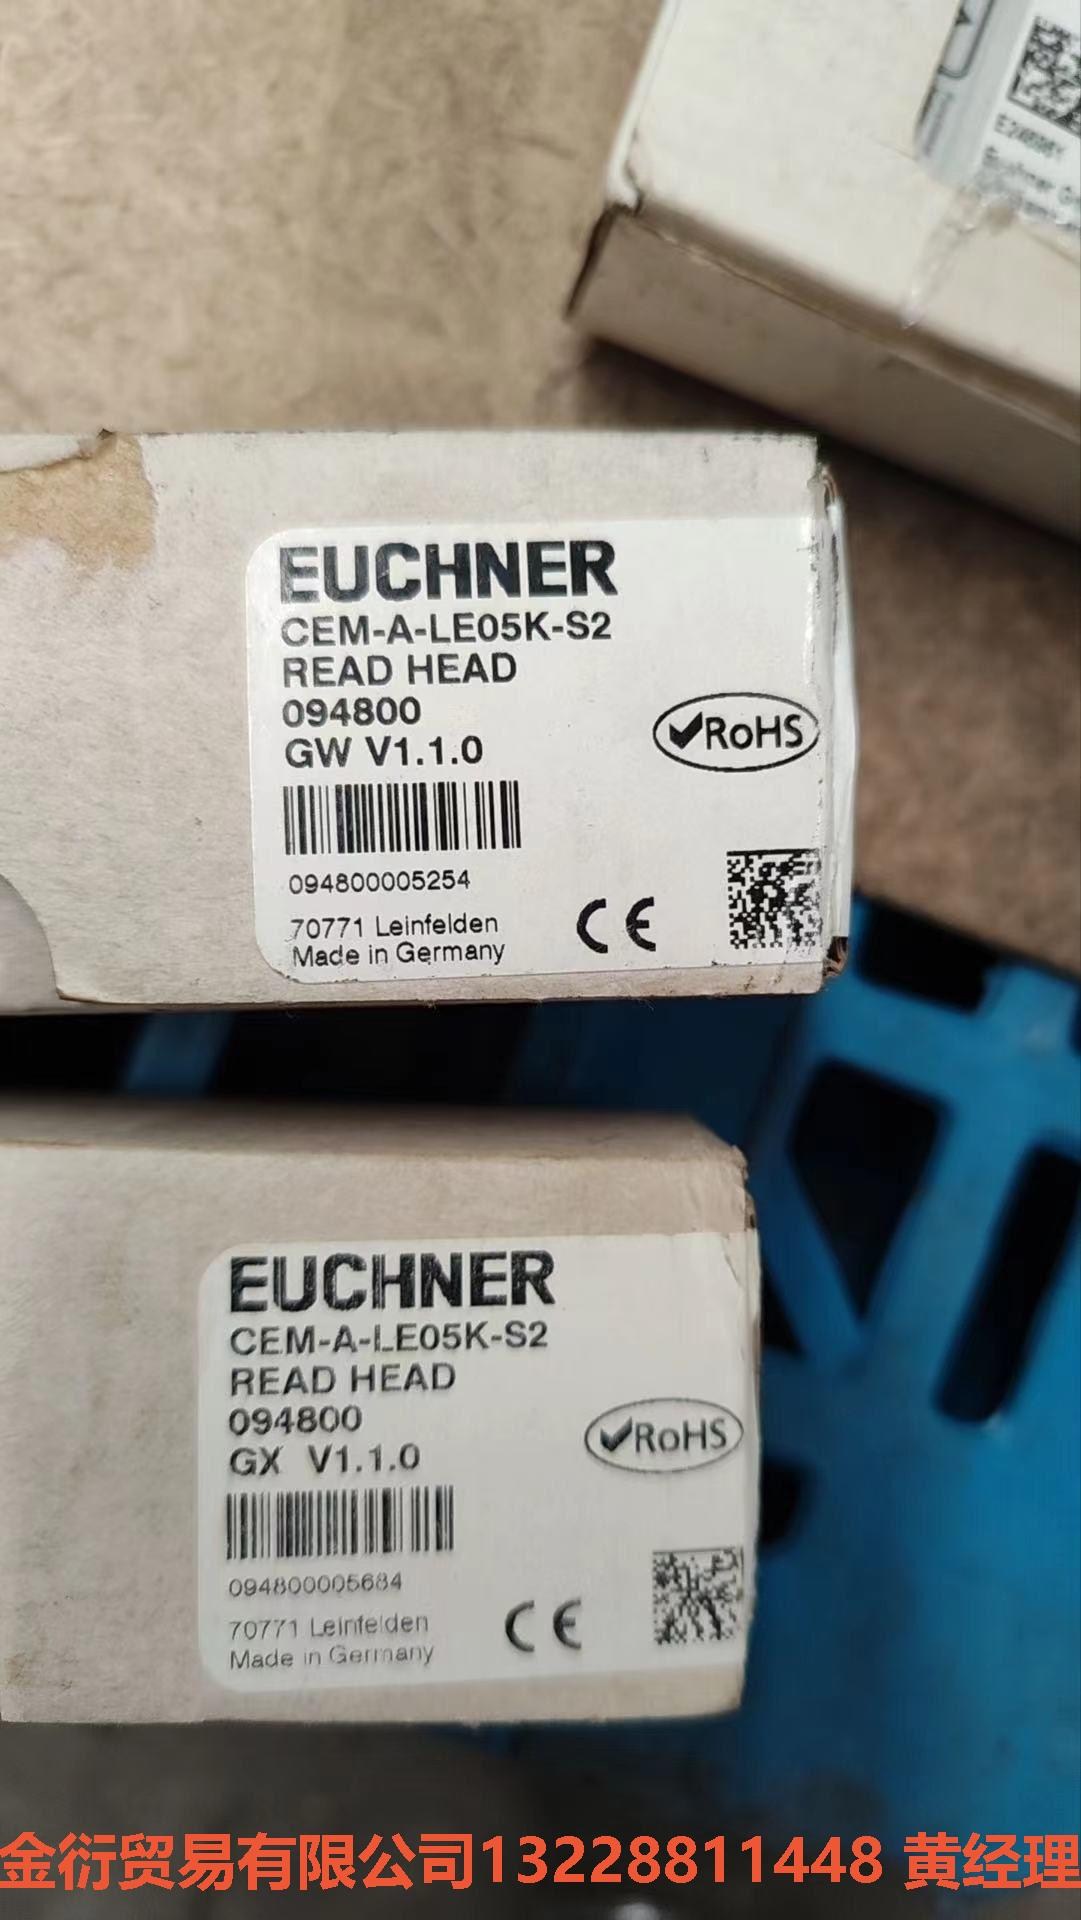 Euchner
EUCHNER
CEM-A-LE05K-S2
READ HEAD
094800
GW V1.1.0
RoHS
094800005254
70771 Leinfelden
Made in Germany
CE
EUCHNER
CEM-A-LE05K-S2
READ HEAD
094800
GX V1.1.0
RoHS
094800005684
70771 Leinfelden
Made in Germany
CE
金衍贸易有限公司13228811448 黄经理